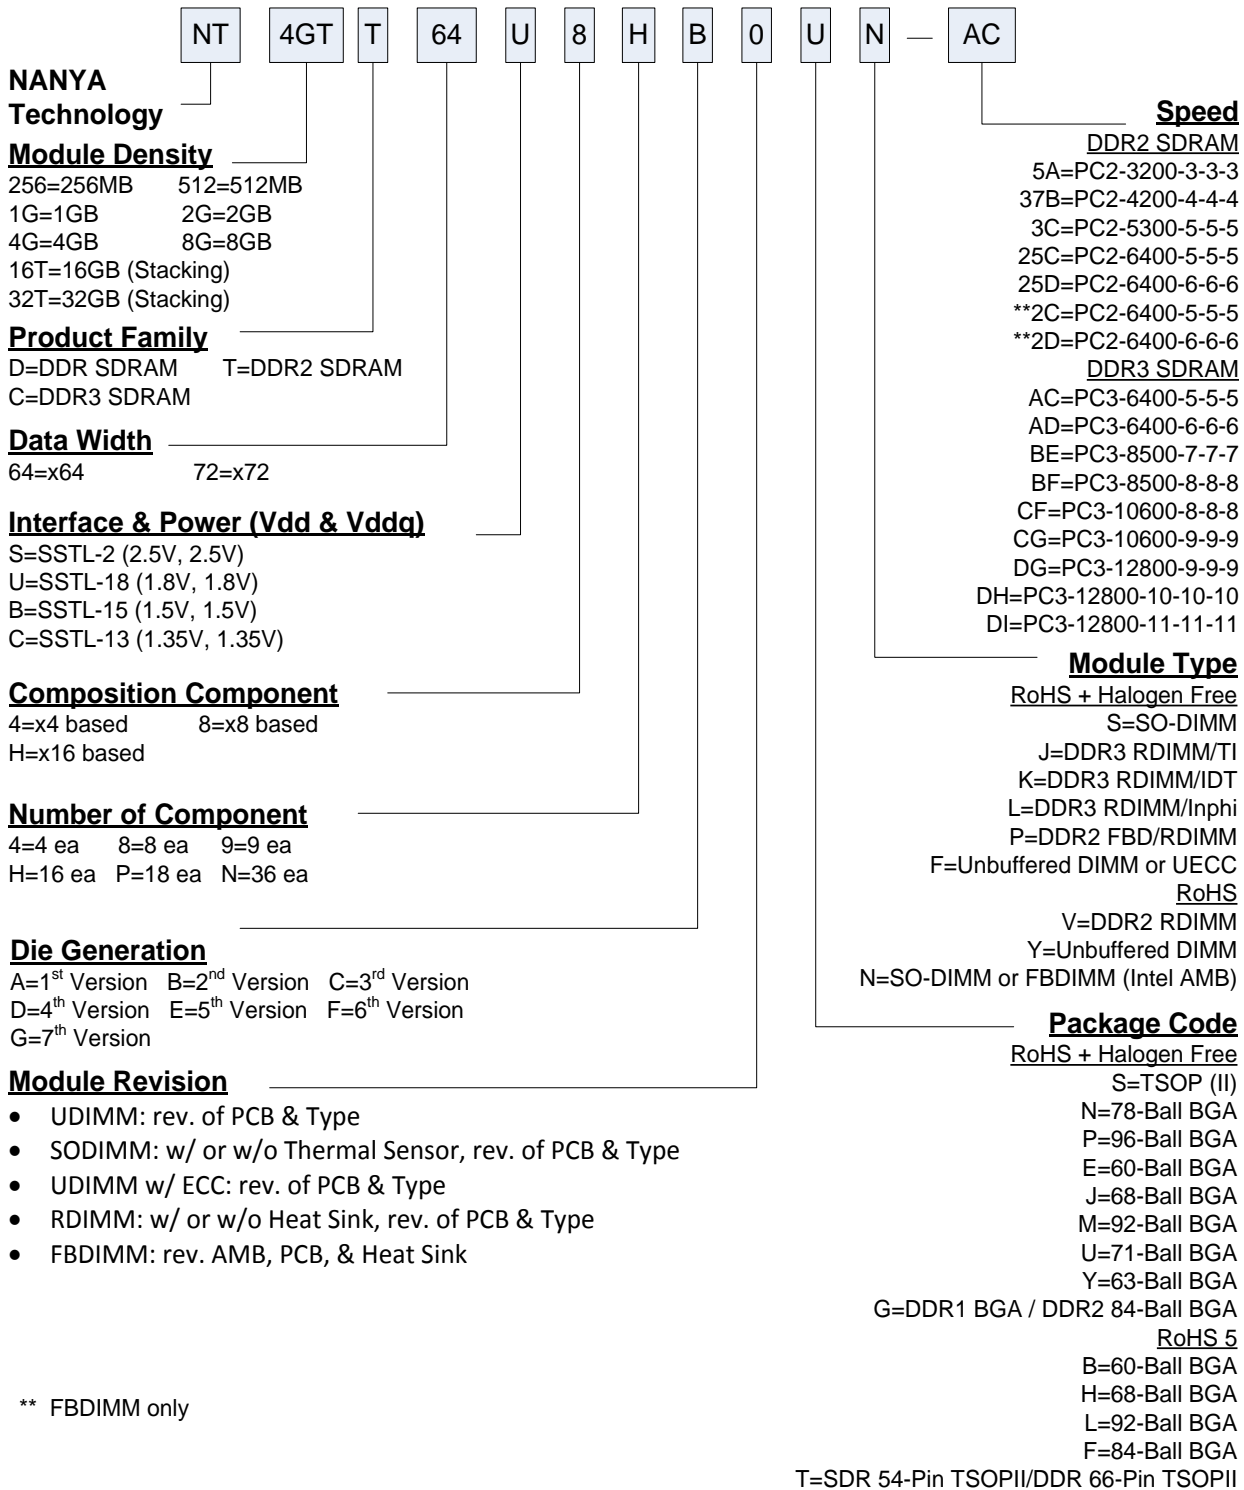 NT 4GT T 64 U 8 H B 0 U N — AC
NANYA
Technology
Module Density
256=256MB 512=512MB
1G=1GB 2G=2GB
4G=4GB 8G=8GB
16T=16GB (Stacking)
32T=32GB (Stacking)
Product Family
D=DDR SDRAM T=DDR2 SDRAM
C=DDR3 SDRAM
Data Width
64=x64 72=x72
Interface & Power (Vdd & Vddq)
S=SSTL-2 (2.5V, 2.5V)
U=SSTL-18 (1.8V, 1.8V)
B=SSTL-15 (1.5V, 1.5V)
C=SSTL-13 (1.35V, 1.35V)
Composition Component
4=x4 based 8=x8 based
H=x16 based
Number of Component
4=4 ea 8=8 ea 9=9 ea
H=16 ea P=18 ea N=36 ea
Die Generation
A=1st Version B=2nd Version C=3rd Version
D=4th Version E=5th Version F=6th Version
G=7th Version
Module Revision
• UDIMM: rev. of PCB & Type
• SODIMM: w/ or w/o Thermal Sensor, rev. of PCB & Type
• UDIMM w/ ECC: rev. of PCB & Type
• RDIMM: w/ or w/o Heat Sink, rev. of PCB & Type
• FBDIMM: rev. AMB, PCB, & Heat Sink
** FBDIMM only
Speed
DDR2 SDRAM
5A=PC2-3200-3-3-3
37B=PC2-4200-4-4-4
3C=PC2-5300-5-5-5
25C=PC2-6400-5-5-5
25D=PC2-6400-6-6-6
**2C=PC2-6400-5-5-5
**2D=PC2-6400-6-6-6
DDR3 SDRAM
AC=PC3-6400-5-5-5
AD=PC3-6400-6-6-6
BE=PC3-8500-7-7-7
BF=PC3-8500-8-8-8
CF=PC3-10600-8-8-8
CG=PC3-10600-9-9-9
DG=PC3-12800-9-9-9
DH=PC3-12800-10-10-10
DI=PC3-12800-11-11-11
Module Type
RoHS + Halogen Free
S=SO-DIMM
J=DDR3 RDIMM/TI
K=DDR3 RDIMM/IDT
L=DDR3 RDIMM/Inphi
P=DDR2 FBD/RDIMM
F=Unbuffered DIMM or UECC
RoHS
V=DDR2 RDIMM
Y=Unbuffered DIMM
N=SO-DIMM or FBDIMM (Intel AMB)
Package Code
RoHS + Halogen Free
S=TSOP (II)
N=78-Ball BGA
P=96-Ball BGA
E=60-Ball BGA
J=68-Ball BGA
M=92-Ball BGA
U=71-Ball BGA
Y=63-Ball BGA
G=DDR1 BGA / DDR2 84-Ball BGA
RoHS 5
B=60-Ball BGA
H=68-Ball BGA
L=92-Ball BGA
F=84-Ball BGA
T=SDR 54-Pin TSOPII/DDR 66-Pin TSOPII